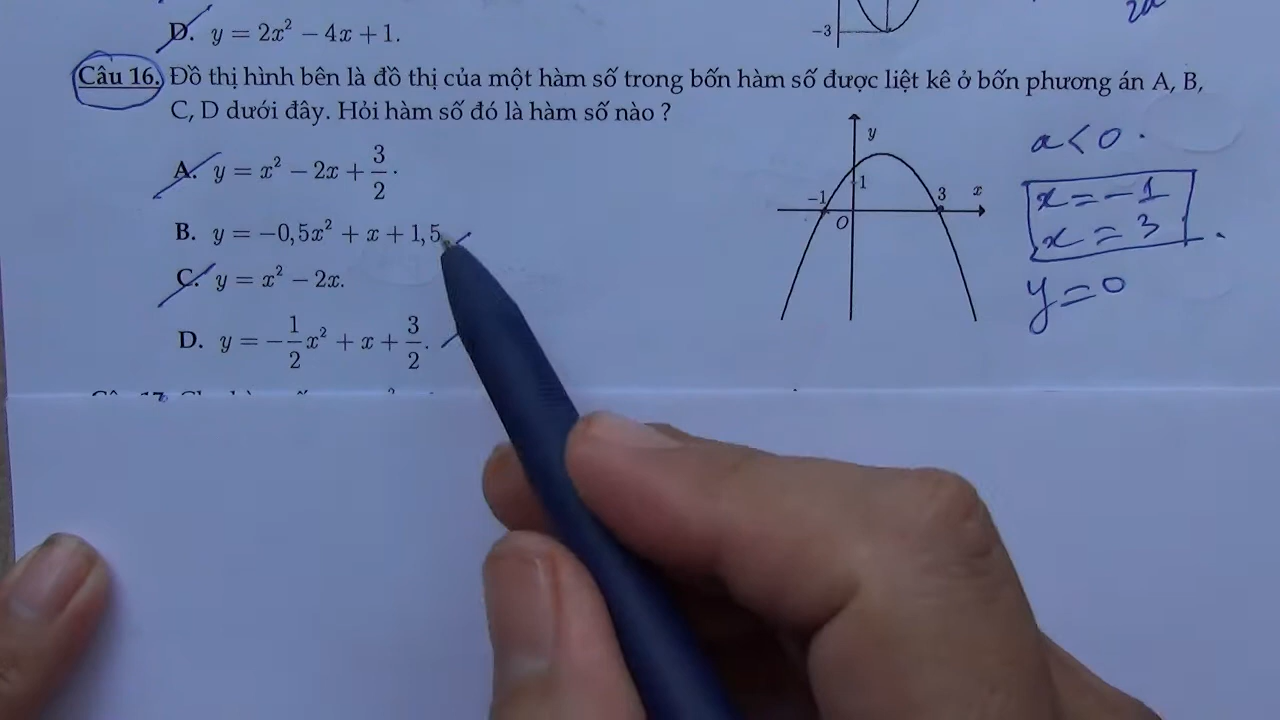 D. y = 2x² − 4x + 1.
−3
2a
Câu 16. Đồ thị hình bên là đồ thị của một hàm số trong bốn hàm số được liệt kê ở bốn phương án A, B,
C, D dưới đây. Hỏi hàm số đó là hàm số nào ?
A. y = x² − 2x + 3/2.
B. y = −0,5x² + x + 1,5
C. y = x² − 2x.
D. y = −1/2x² + x + 3/2.
y
1
−1
3
x
O
a < 0.
x = −1
x = 3
y = 0